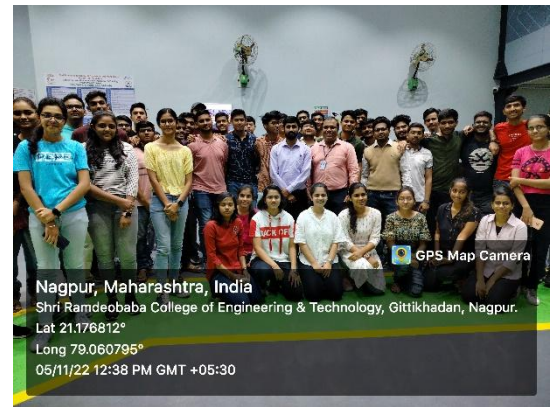 PEPE
GPS Map Camera
Nagpur, Maharashtra, India
Shri Ramdeobaba College of Engineering & Technology, Gittikhadan, Nagpur.
Lat 21.176812°
Long 79.060795°
05/11/22 12:38 PM GMT +05:30